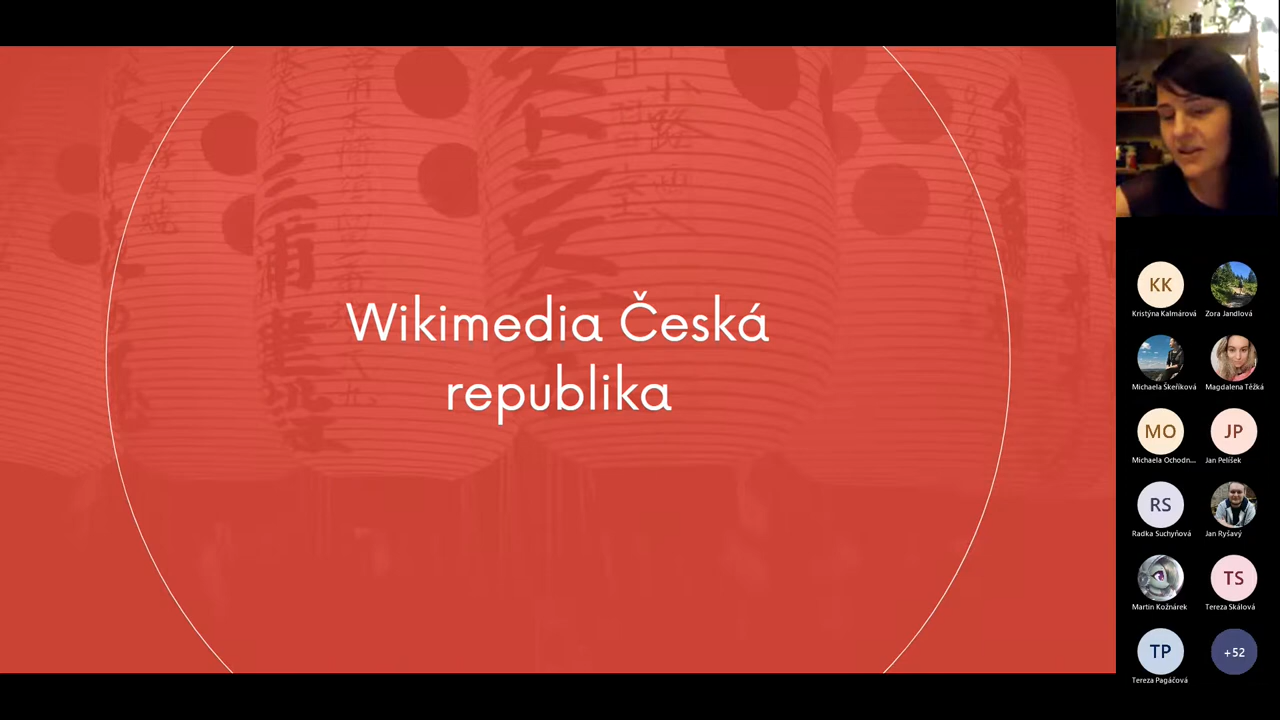 Wikimedia Česká
republika
KK
Kristýna Kalmárová
Zora Jandlová
Michaela Škeříková
Magdalena Těžká
MO
JP
Michaela Ochodn...
Jan Pelíšek
RS
Radka Suchyňová
Jan Ryšavý
TS
Martin Kožnárek
Tereza Skálová
TP
+52
Tereza Pagáčová